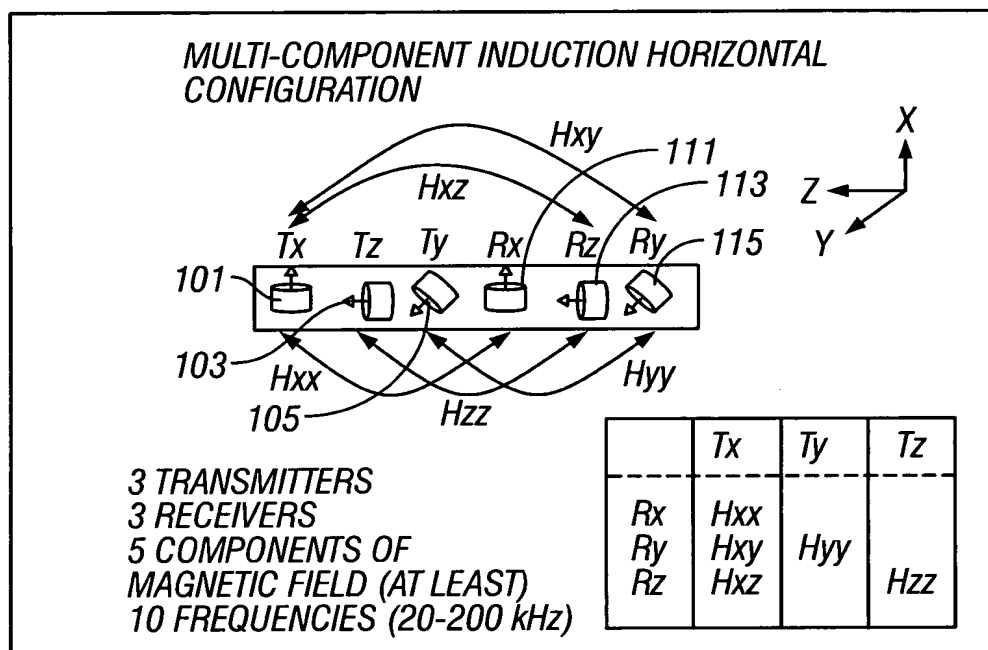 MULTI-COMPONENT INDUCTION HORIZONTAL
CONFIGURATION
Hxy
111
Hxz
113
X
Z
Y
Tx Tz Ty Rx Rz Ry
115
101
103
Hxx
105
Hzz
Hyy
Tx Ty Tz
Rx Hxx
Ry Hxy Hyy
Rz Hxz Hzz
3 TRANSMITTERS
3 RECEIVERS
5 COMPONENTS OF
MAGNETIC FIELD (AT LEAST)
10 FREQUENCIES (20-200 kHz)